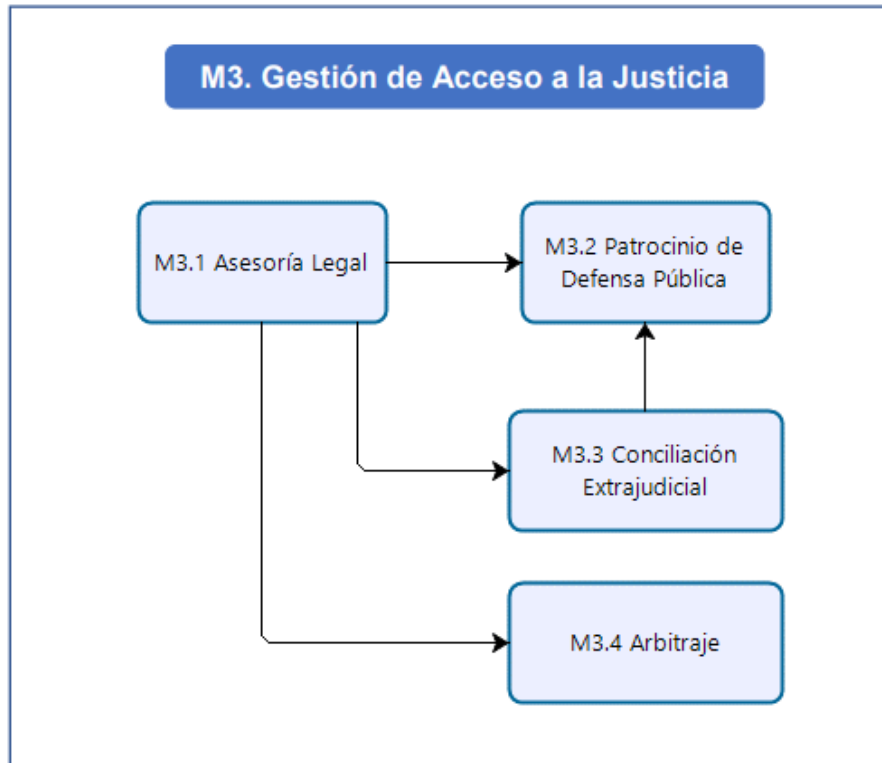 M3. Gestión de Acceso a la Justicia
M3.1 Asesoría Legal
M3.2 Patrocinio de
Defensa Pública
M3.3 Conciliación
Extrajudicial
M3.4 Arbitraje